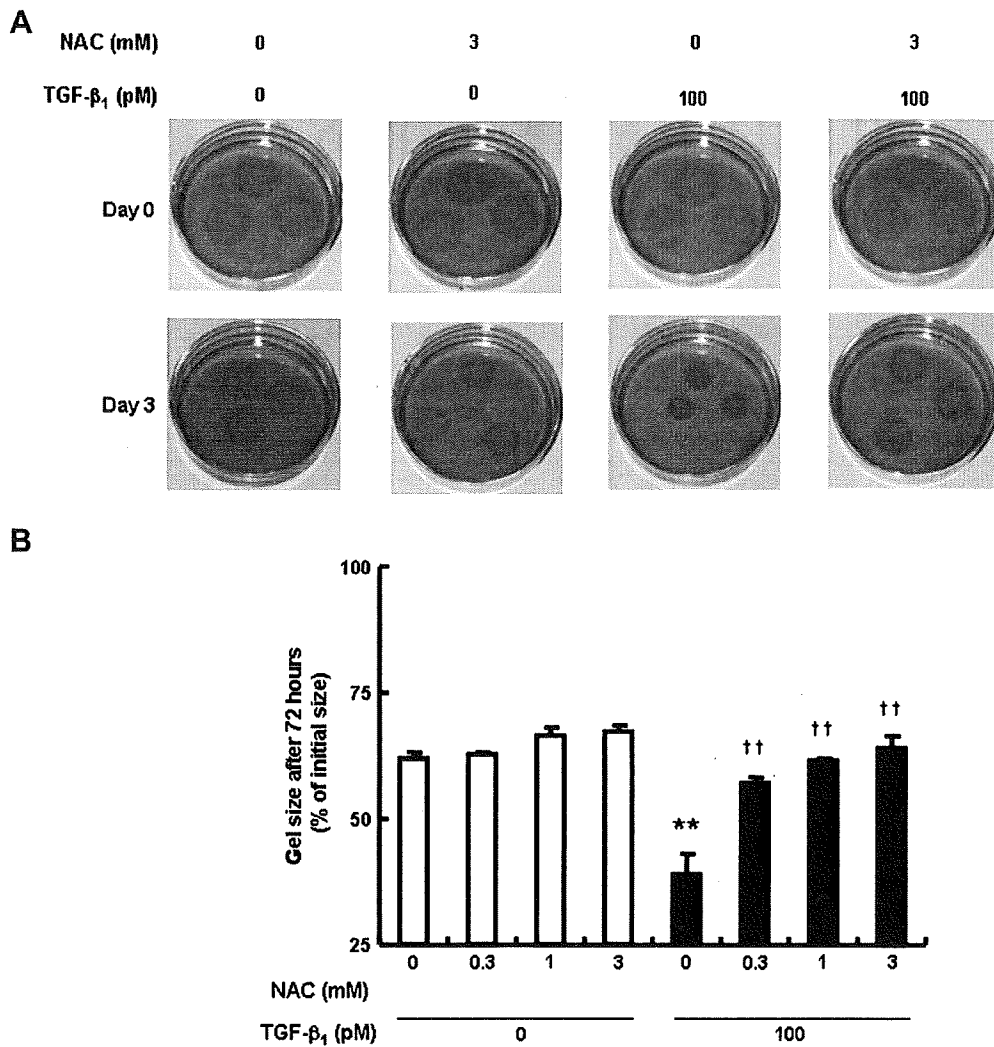 A
NAC (mM) 0 3 0 3
TGF-β₁ (pM) 0 0 100 100
Day 0
Day 3
B
Gel size after 72 hours
(% of initial size)
100
75
50
25
** †† †† ††
0 0.3 1 3 0 0.3 1 3
NAC (mM)
TGF-β₁ (pM) 0 100